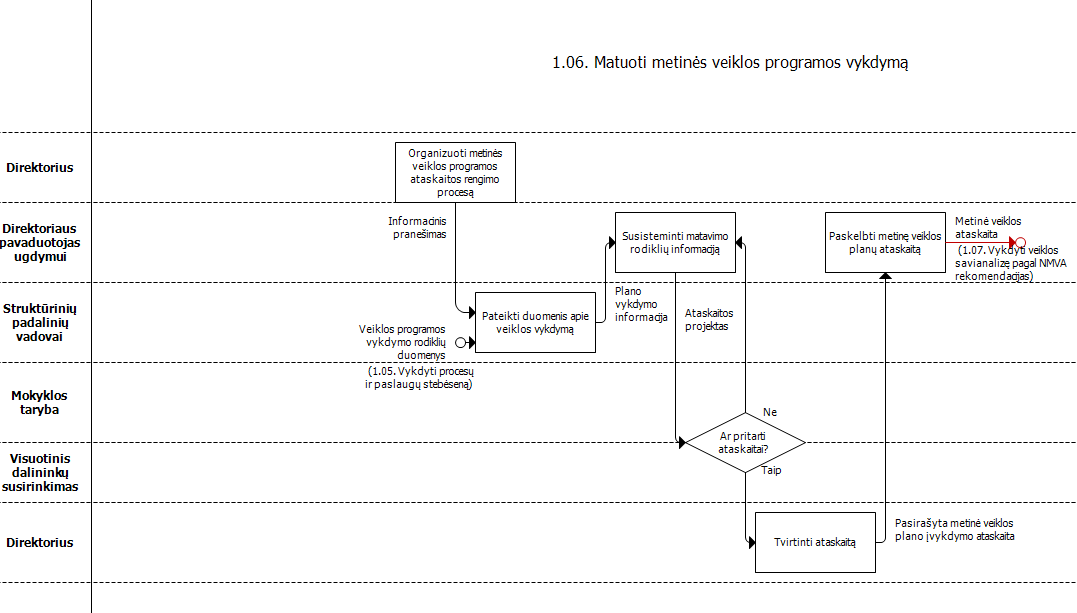 1.06. Matuoti metinės veiklos programos vykdymą
Direktorius
Organizuoti metinės
veiklos programos
ataskaitos rengimo
procesą
Direktoriaus
pavaduotojas
ugdymui
Informacinis
pranešimas
Susisteminti matavimo
rodiklių informaciją
Paskelbti metinę veiklos
planų ataskaitą
Metinė veiklos
ataskaita
(1.07. Vykdyti veiklos
savianalizę pagal NMVA
rekomendacijas)
Struktūrinių
padalinių
vadovai
Pateikti duomenis apie
veiklos vykdymą
Plano
vykdymo
informacija
Ataskaitos
projektas
Veiklos programos
vykdymo rodiklių
duomenys
(1.05. Vykdyti procesų
ir paslaugų stebėseną)
Mokyklos
taryba
Ne
Ar pritarti
ataskaitai?
Taip
Visuotinis
dalininkų
susirinkimas
Direktorius
Tvirtinti ataskaitą
Pasirašyta metinė veiklos
plano įvykdymo ataskaita